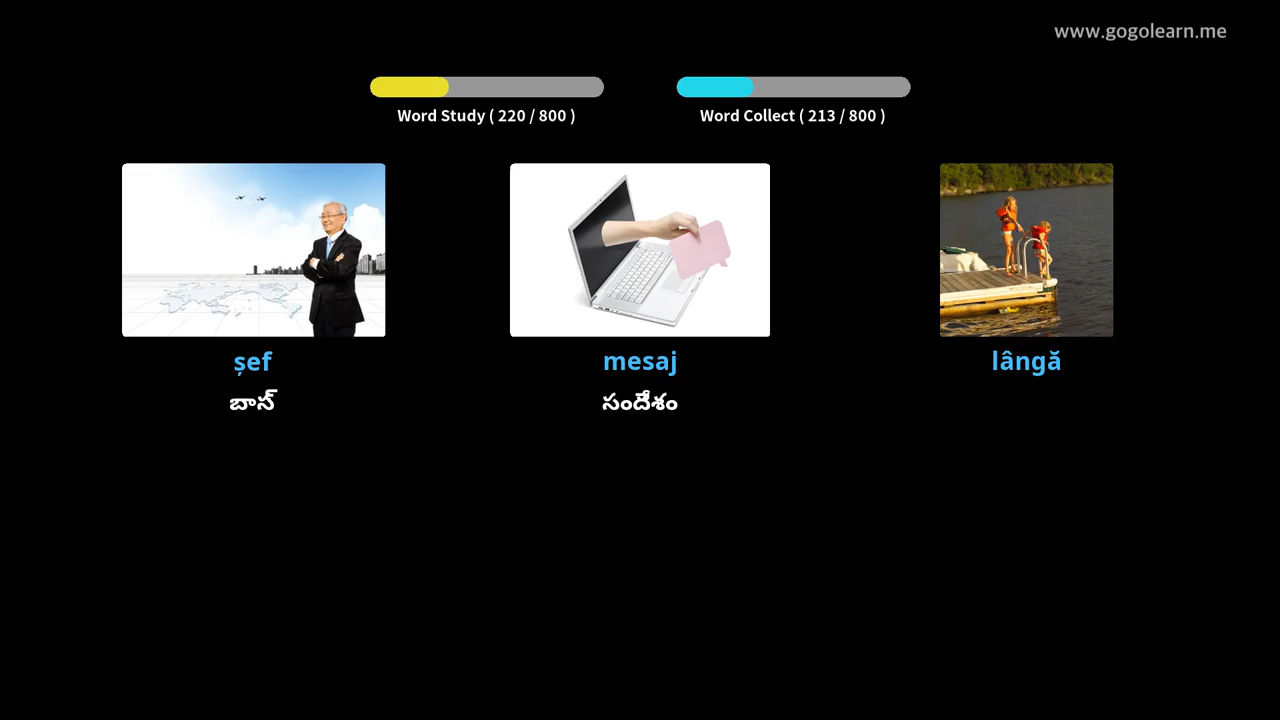 www.gogolearn.me
Word Study ( 220 / 800 )
Word Collect ( 213 / 800 )
șef
mesaj
lângă
బాస్
సందేశం